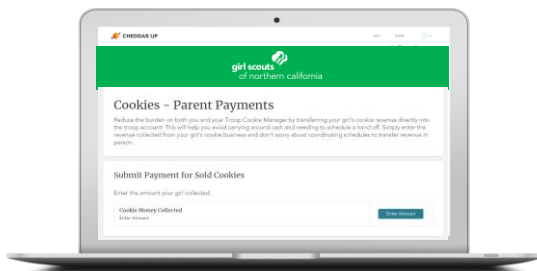 CHEDDAR UP
girl scouts
of northern california
Cookies - Parent Payments
Reduce the burden on both you and your Troop Cookie Manager by transferring your girl's cookie revenue directly into
the troop account! This will help you avoid carrying around cash and needing to schedule a hand off. Simply enter the
revenue collected from your girl's cookie business and don't worry about coordinating schedules to transfer revenue in
person.
Submit Payment for Sold Cookies
Enter the amount your girl collected.
Cookie Money Collected
Enter Amount
Enter Amount